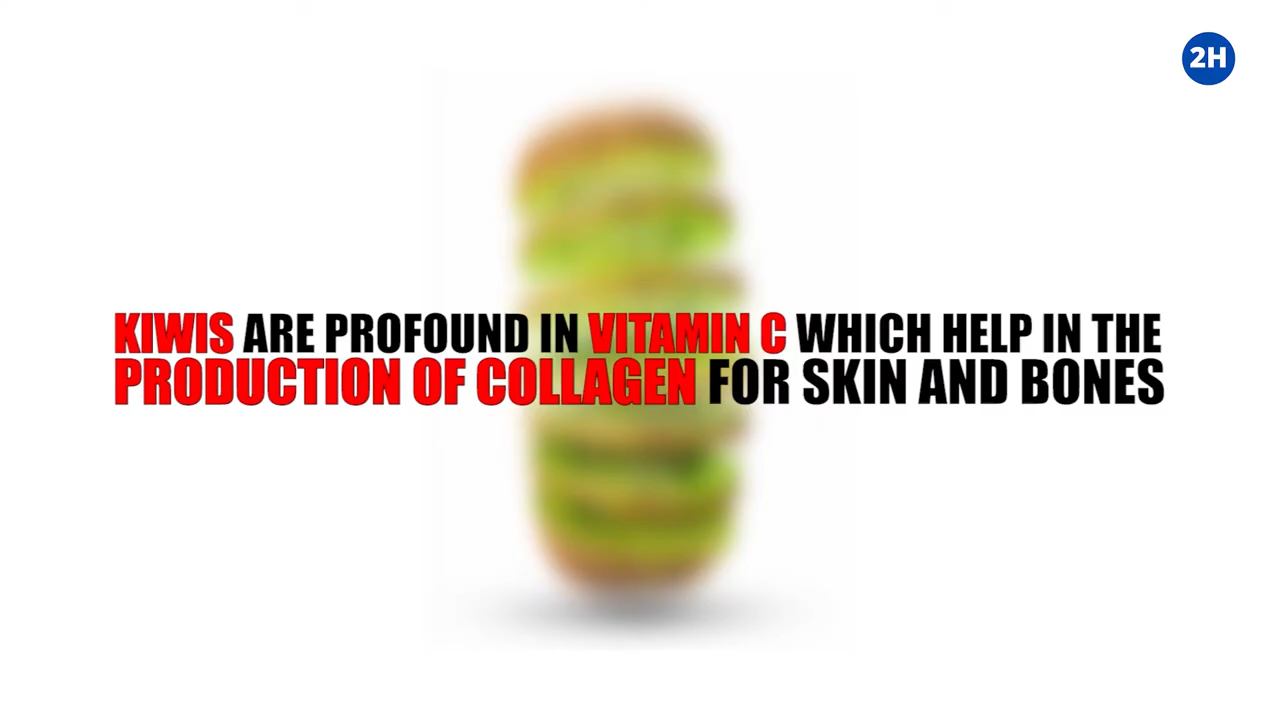 2H
KIWIS ARE PROFOUND IN VITAMIN C WHICH HELP IN THE
PRODUCTION OF COLLAGEN FOR SKIN AND BONES